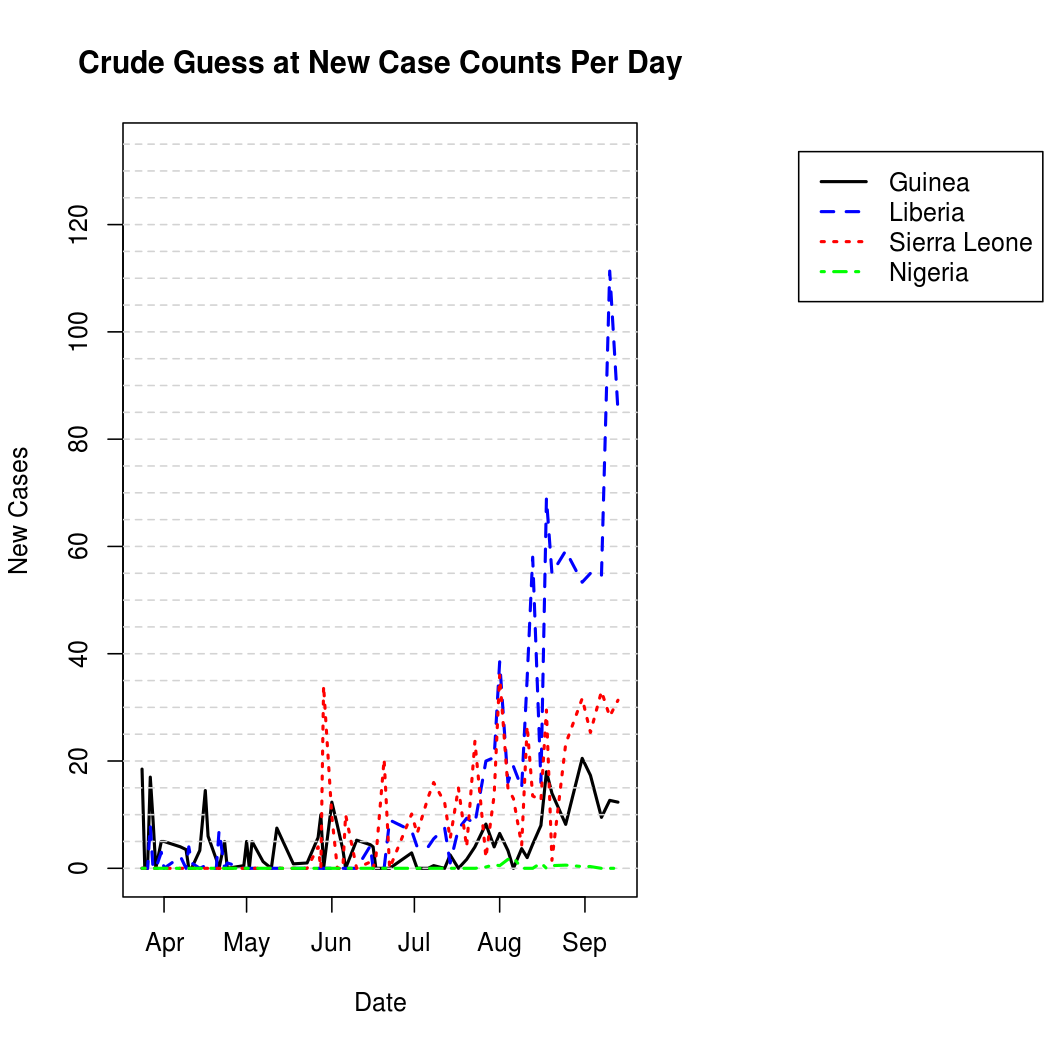 Crude Guess at New Case Counts Per Day
Guinea
Liberia
Sierra Leone
Nigeria
New Cases
120
100
80
60
40
20
0
Apr May Jun Jul Aug Sep
Date